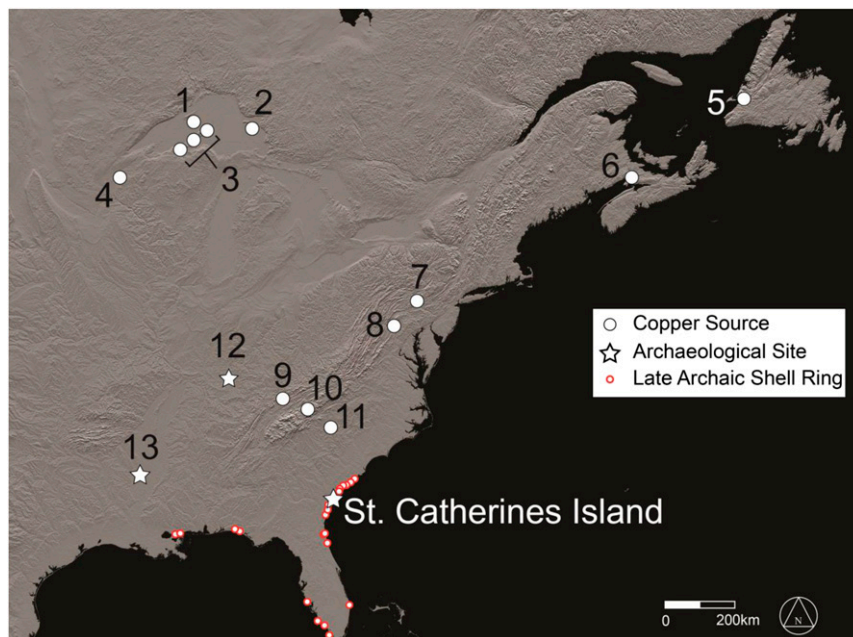 1
2
3
4
5
6
7
8
Copper Source
Archaeological Site
Late Archaic Shell Ring
12
9
10
11
13
St. Catherines Island
0 200km
N